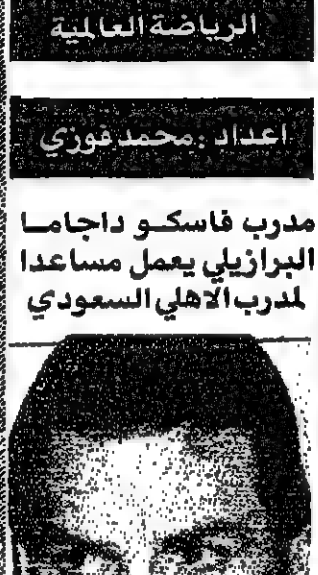 الرياضة العالمية
اعداد : محمد فوزي
مدرب فاسكو داجاما
البرازيلي يعمل مساعدا
لمدرب الاهلي السعودي